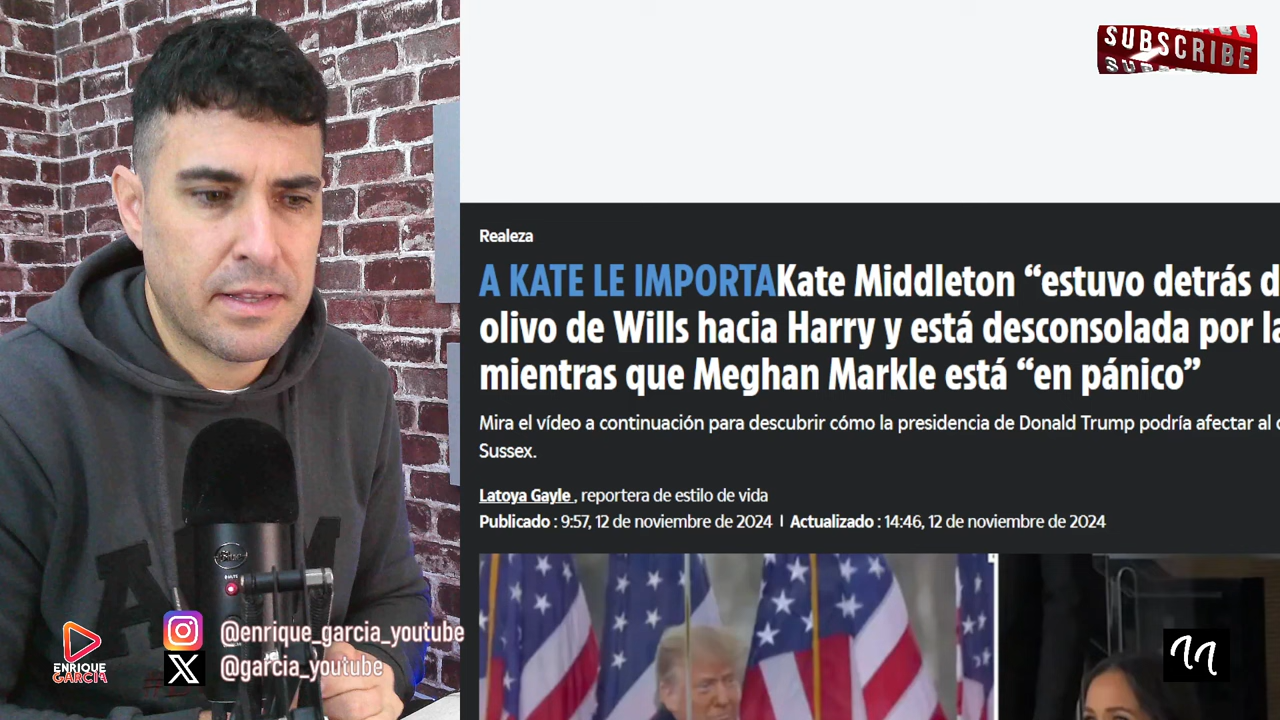 SUBSCRIBE
Realeza
A KATE LE IMPORTAKate Middleton “estuvo detrás d
olivo de Wills hacia Harry y está desconsolada por la
mientras que Meghan Markle está “en pánico”
Mira el vídeo a continuación para descubrir cómo la presidencia de Donald Trump podría afectar al
Sussex.
Latoya Gayle , reportera de estilo de vida
Publicado : 9:57, 12 de noviembre de 2024 | Actualizado : 14:46, 12 de noviembre de 2024
@enrique_garcia_youtube
@garcia_youtube
ENRIQUE
GARCIA